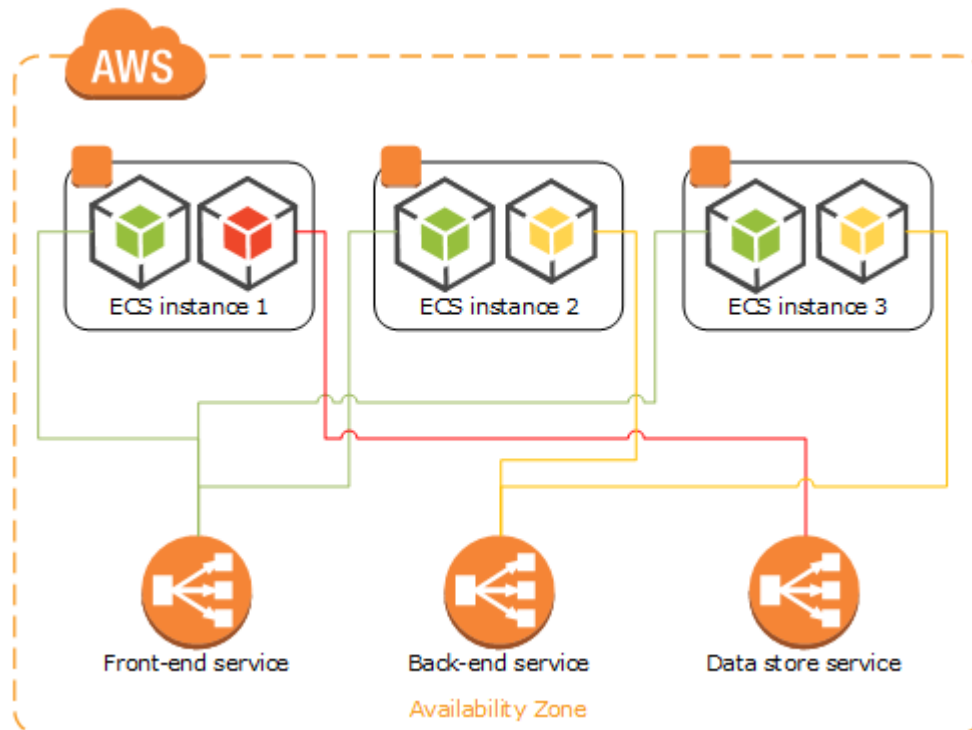 AWS
ECS instance 1
ECS instance 2
ECS instance 3
Front-end service
Back-end service
Data store service
Availability Zone